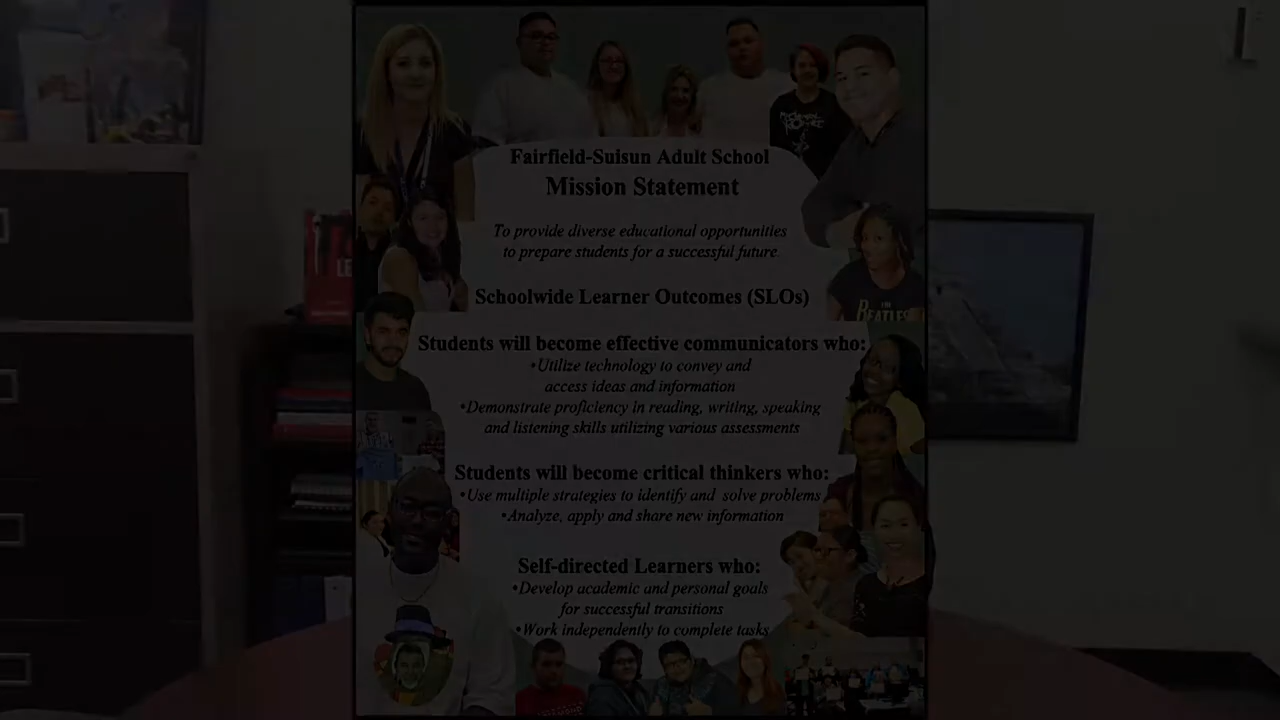 Fairfield-Suisun Adult School
Mission Statement
To provide diverse educational opportunities
to prepare students for a successful future
Schoolwide Learner Outcomes (SLOs)
Students will become effective communicators who:
•Utilize technology to convey and
access ideas and information
•Demonstrate proficiency in reading, writing, speaking
and listening skills utilizing various assessments
Students will become critical thinkers who:
•Use multiple strategies to identify and solve problems
•Analyze, apply and share new information
Self-directed Learners who:
•Develop academic and personal goals
for successful transitions
•Work independently to complete tasks
THE
BEATLES